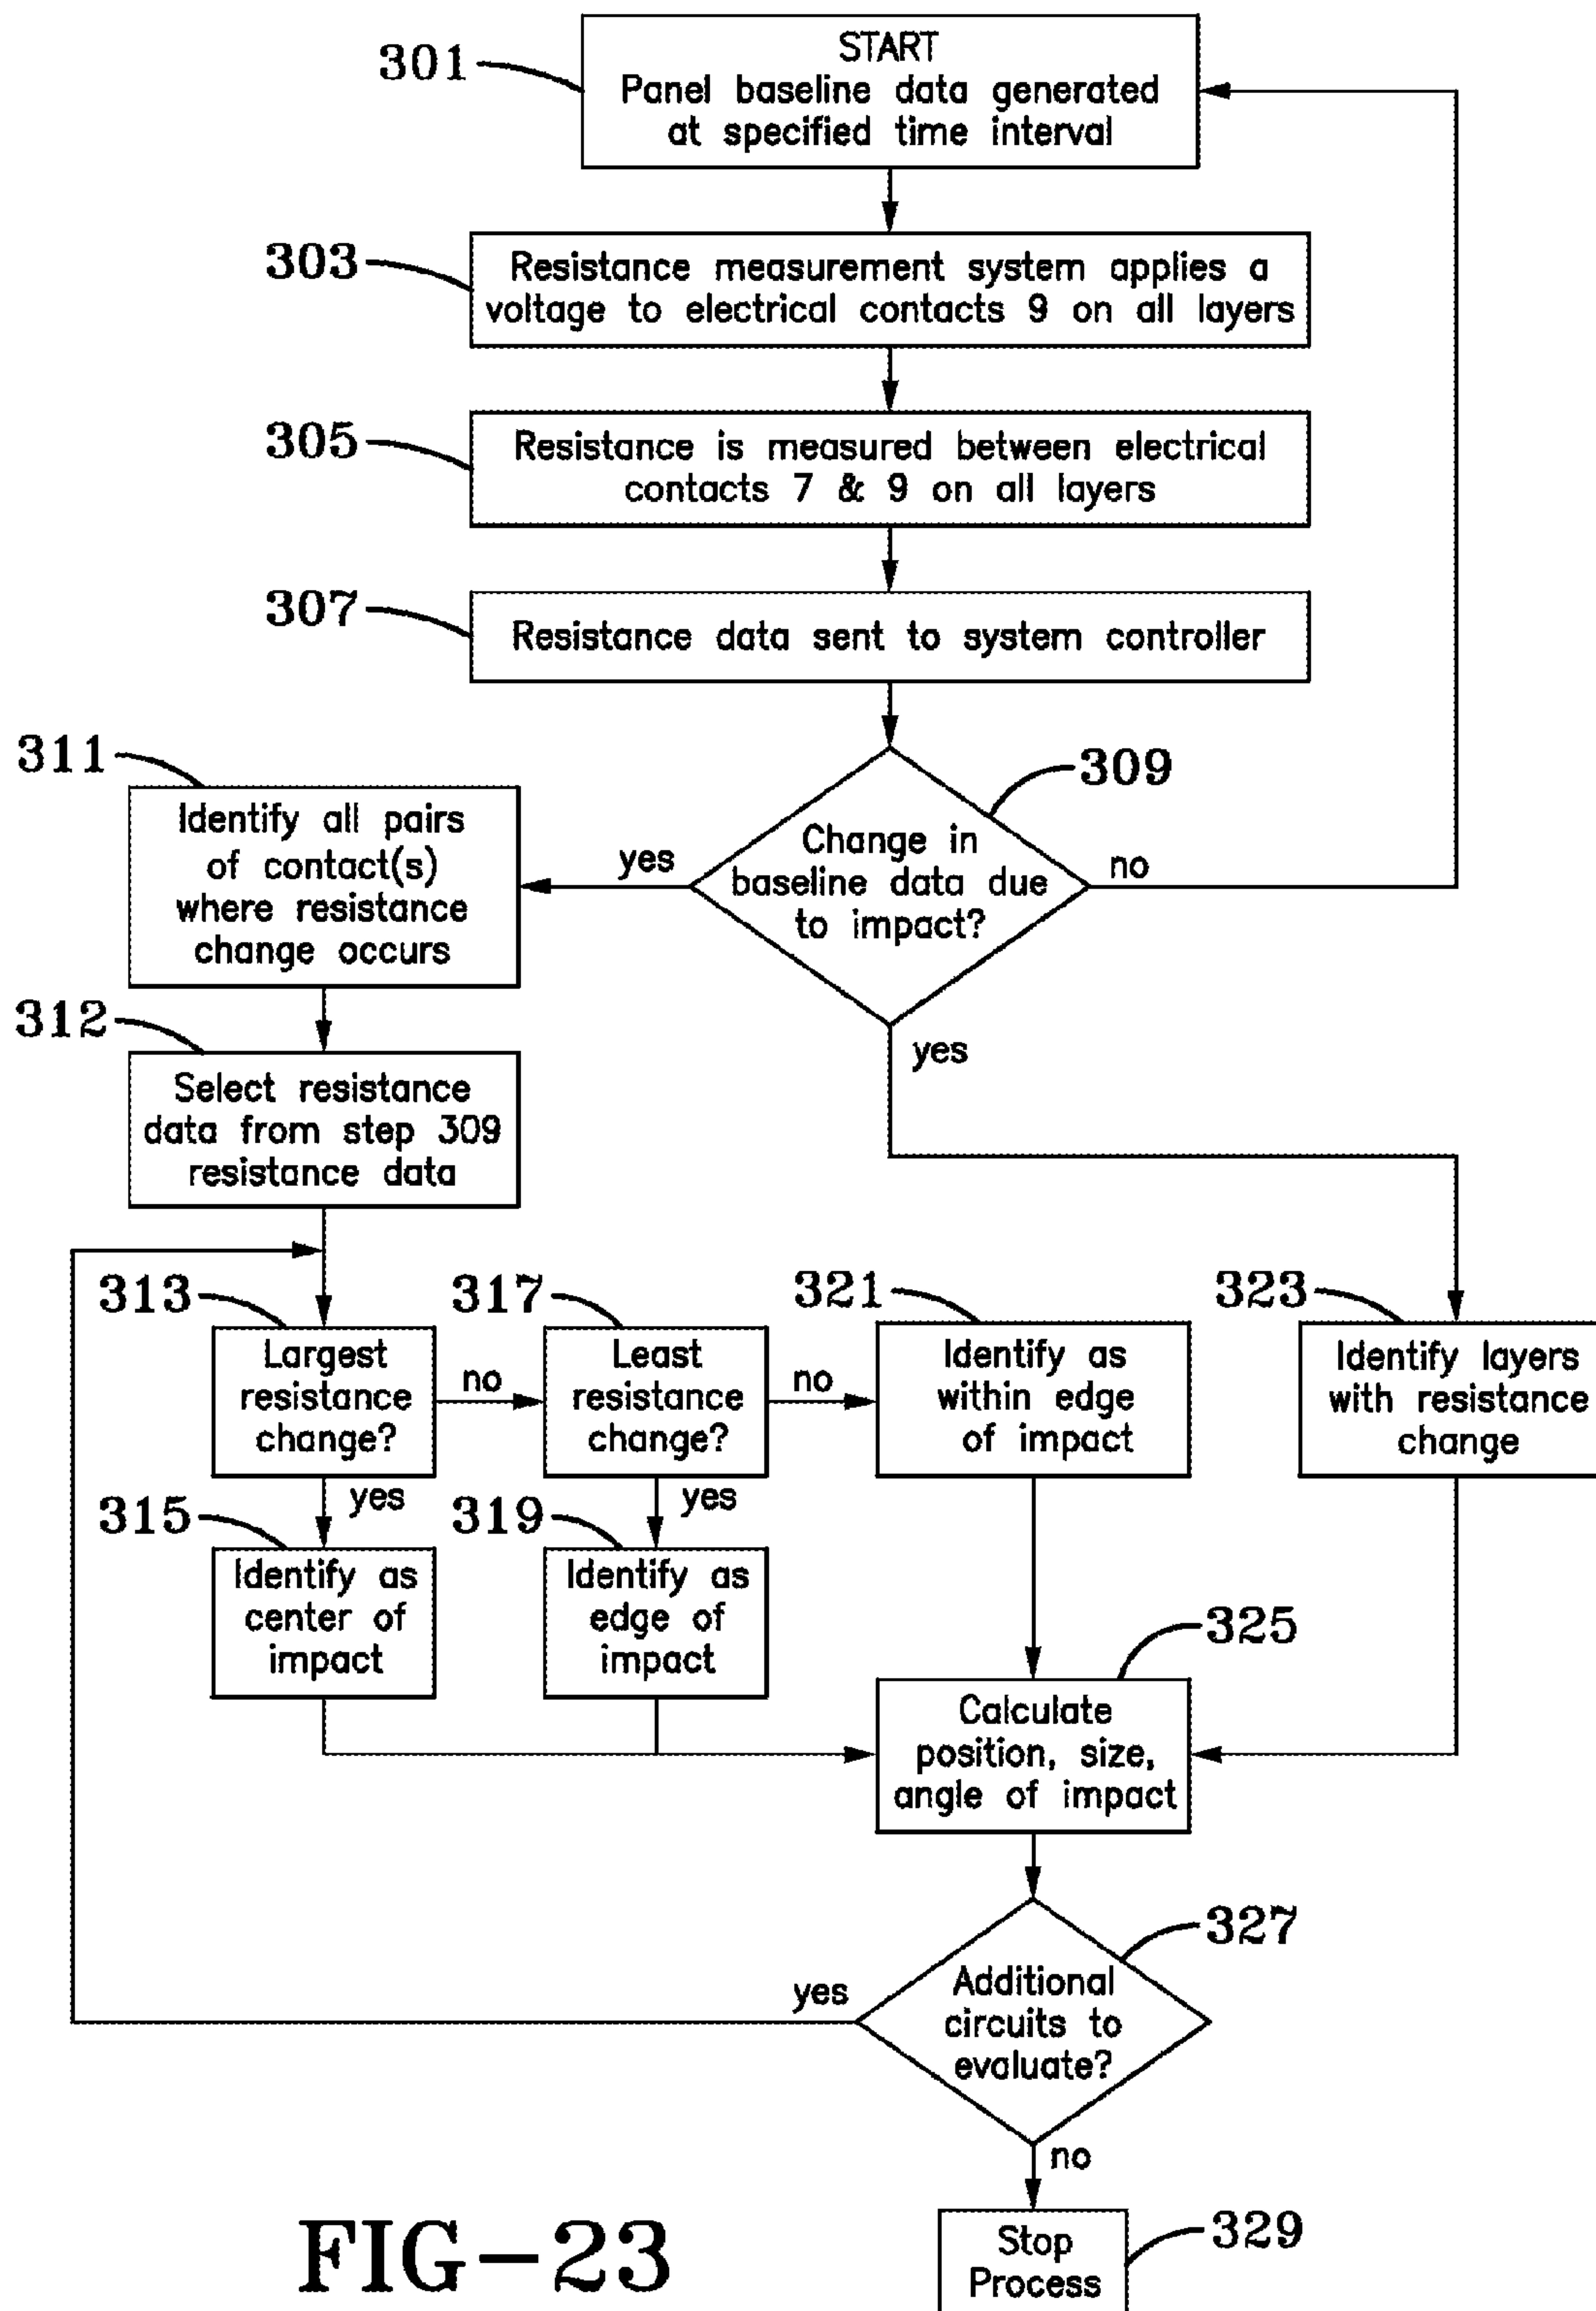 301
START
Panel baseline data generated
at specified time interval
303
Resistance measurement system applies a
voltage to electrical contacts 9 on all layers
305
Resistance is measured between electrical
contacts 7 & 9 on all layers
307
Resistance data sent to system controller
309
Change in
baseline data due
to impact?
yes
no
yes
311
Identify all pairs
of contact(s)
where resistance
change occurs
312
Select resistance
data from step 309
resistance data
313
Largest
resistance
change?
no
yes
317
Least
resistance
change?
no
yes
321
Identify as
within edge
of impact
323
Identify layers
with resistance
change
315
Identify as
center of
impact
319
Identify as
edge of
impact
325
Calculate
position, size,
angle of impact
327
Additional
circuits to
evaluate?
yes
no
329
Stop
Process
FIG-23